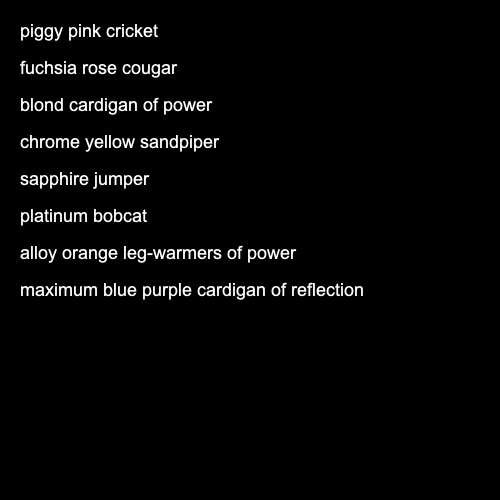 piggy pink cricket
fuchsia rose cougar
blond cardigan of power
chrome yellow sandpiper
sapphire jumper
platinum bobcat
alloy orange leg-warmers of power
maximum blue purple cardigan of reflection